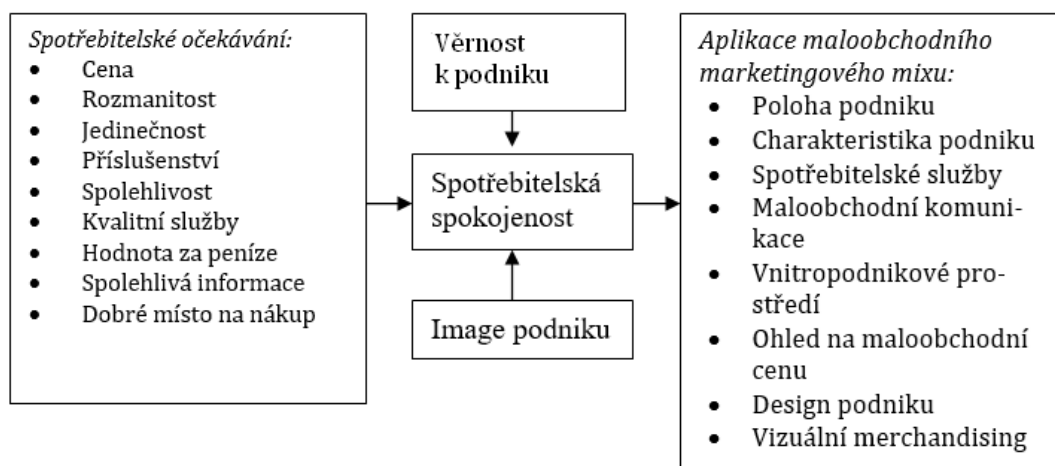 Spotřebitelské očekávání:
• Cena
• Rozmanitost
• Jedinečnost
• Příslušenství
• Spolehlivost
• Kvalitní služby
• Hodnota za peníze
• Spolehlivá informace
• Dobré místo na nákup
Věrnost
k podniku
Spotřebitelská
spokojenost
Image podniku
Aplikace maloobchodního
marketingového mixu:
• Poloha podniku
• Charakteristika podniku
• Spotřebitelské služby
• Maloobchodní komuni-
kace
• Vnitropodnikové pro-
středí
• Ohled na maloobchodní
cenu
• Design podniku
• Vizuální merchandising